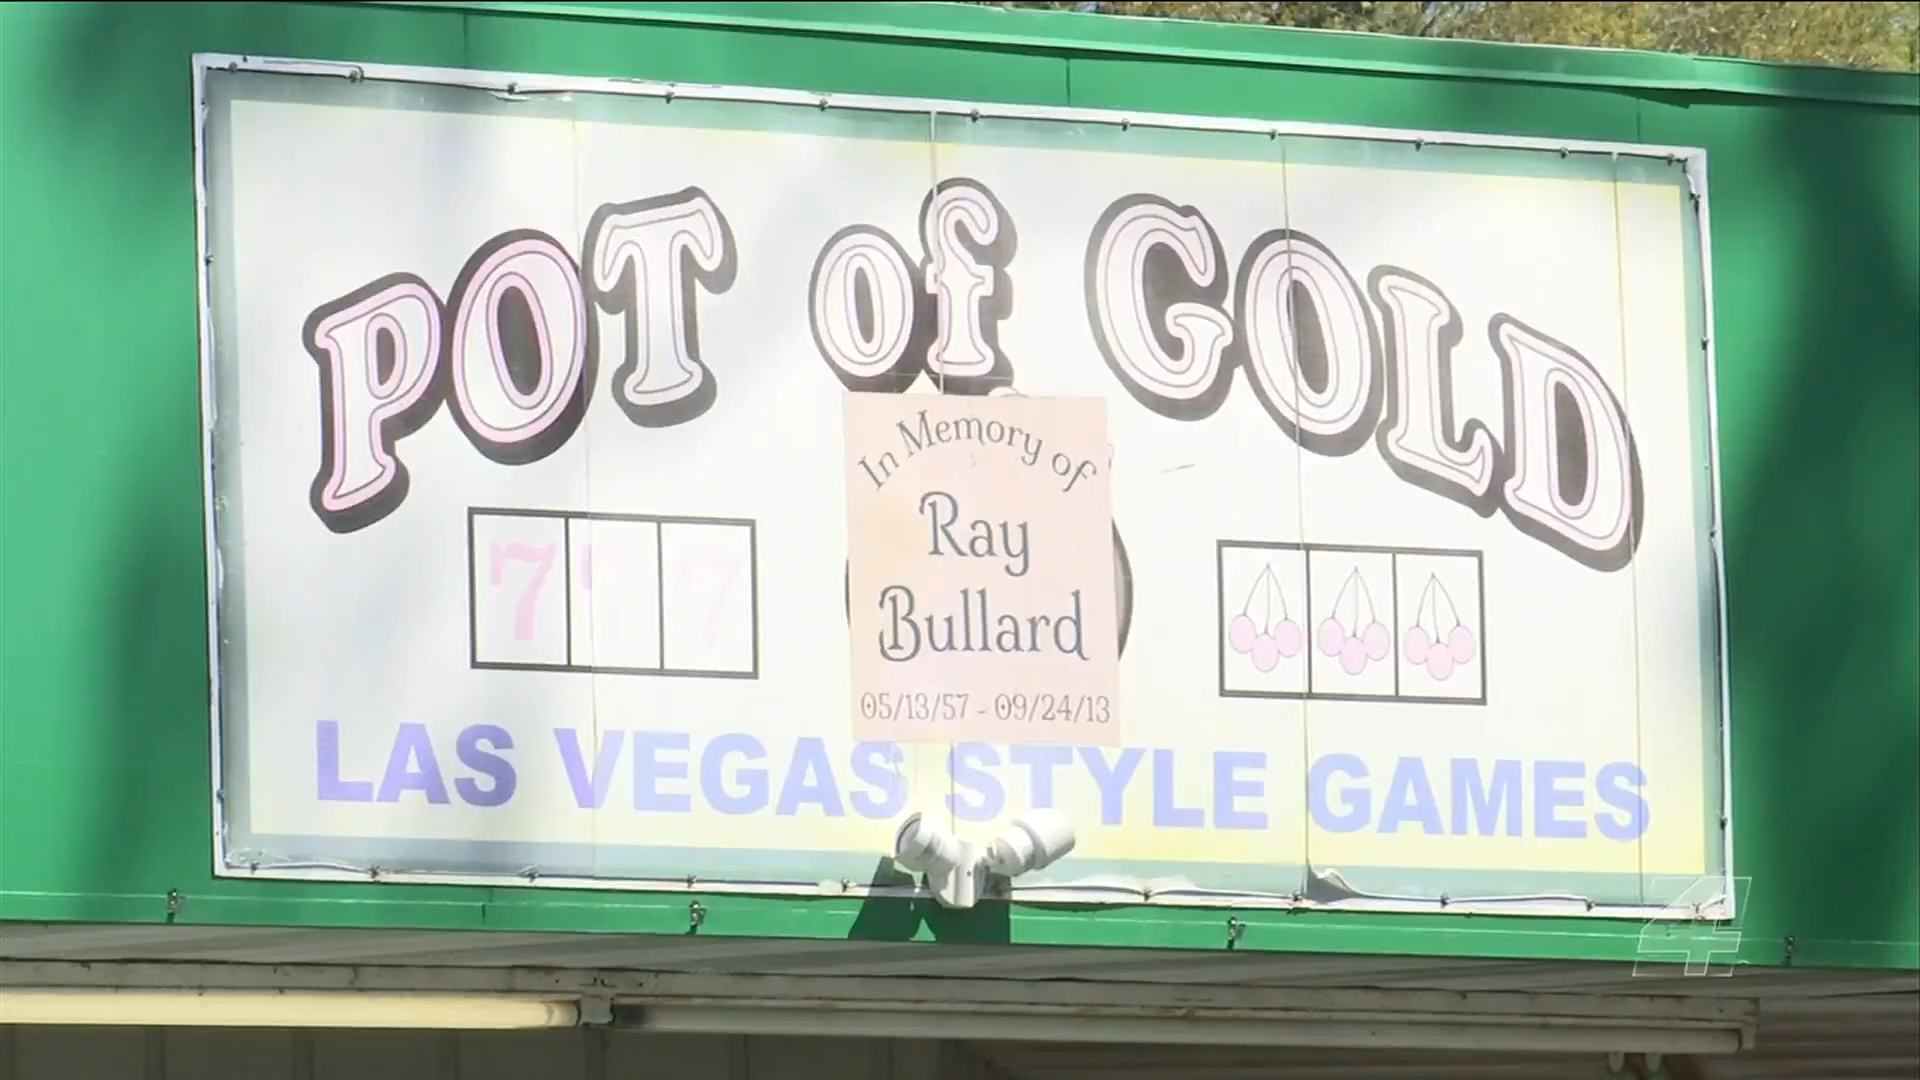 POT of GOLD
In Memory of
Ray
Bullard
05/13/57 - 09/24/13
777
LAS VEGAS STYLE GAMES
4